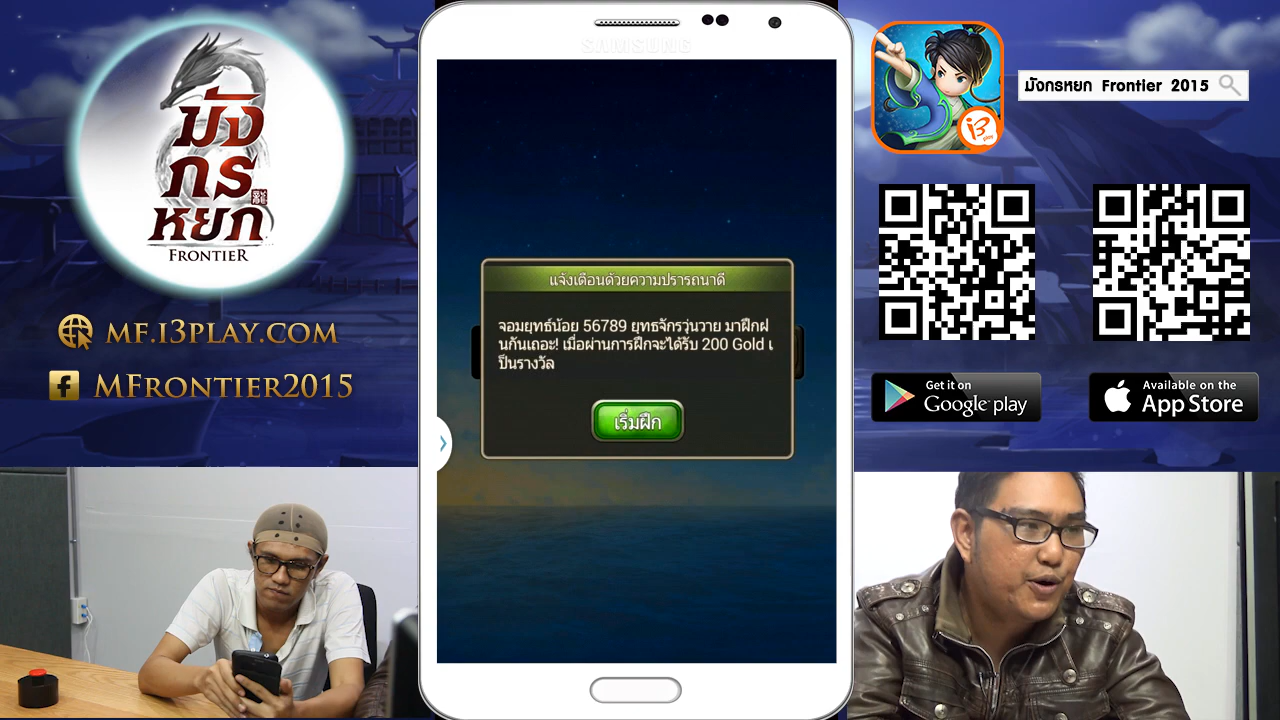 มังกรหยก
FRONTIER
MF.I3PLAY.COM
MFRONTIER2015
SAMSUNG
แจ้งเตือนด้วยความปรารถนาดี
จอมยุทธ์น้อย 56789 ยุทธจักรวุ่นวาย มาฝึกฝ
นกันเถอะ! เมื่อผ่านการฝึกจะได้รับ 200 Gold เ
ป็นรางวัล
เริ่มฝึก
i3
play
มังกรหยก Frontier 2015
Get it on
Google play
Available on the
App Store